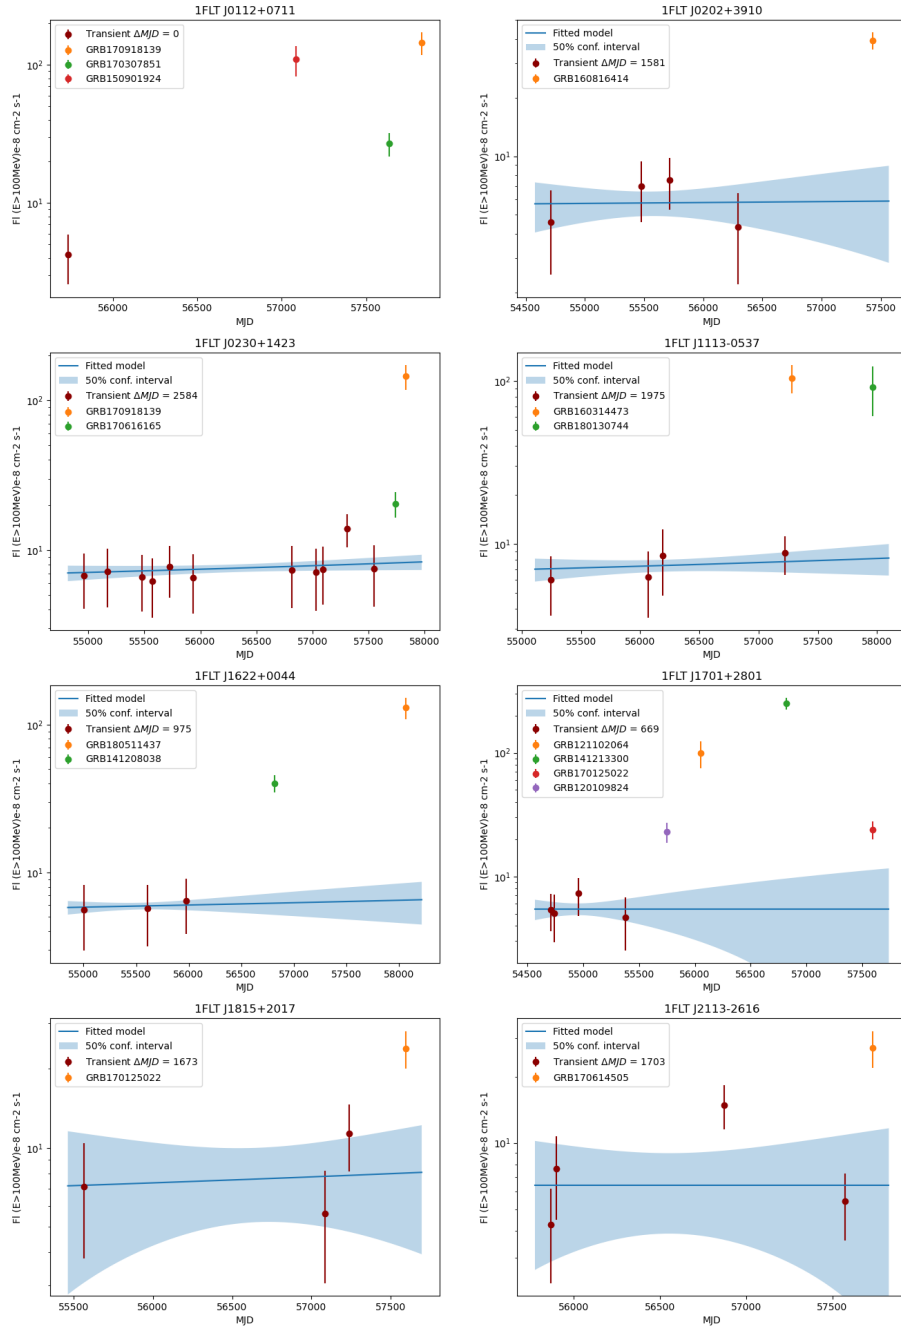 1FLT J0112+0711
Transient ΔMJD = 0
GRB170918139
GRB170307851
GRB150901924
Fl (E>100MeV)e-8 cm-2 s-1
10²
10¹
56000 56500 57000 57500
MJD
1FLT J0202+3910
Fitted model
50% conf. interval
Transient ΔMJD = 1581
GRB160816414
Fl (E>100MeV)e-8 cm-2 s-1
10¹
54500 55000 55500 56000 56500 57000 57500
MJD
1FLT J0230+1423
Fitted model
50% conf. interval
Transient ΔMJD = 2584
GRB170918139
GRB170616165
Fl (E>100MeV)e-8 cm-2 s-1
10²
10¹
55000 55500 56000 56500 57000 57500 58000
MJD
1FLT J1113-0537
Fitted model
50% conf. interval
Transient ΔMJD = 1975
GRB160314473
GRB180130744
Fl (E>100MeV)e-8 cm-2 s-1
10²
10¹
55000 55500 56000 56500 57000 57500 58000
MJD
1FLT J1622+0044
Fitted model
50% conf. interval
Transient ΔMJD = 975
GRB180511437
GRB141208038
Fl (E>100MeV)e-8 cm-2 s-1
10²
10¹
55000 55500 56000 56500 57000 57500 58000
MJD
1FLT J1701+2801
Fitted model
50% conf. interval
Transient ΔMJD = 669
GRB121102064
GRB141213300
GRB170125022
GRB120109824
Fl (E>100MeV)e-8 cm-2 s-1
10²
10¹
54500 55000 55500 56000 56500 57000 57500
MJD
1FLT J1815+2017
Fitted model
50% conf. interval
Transient ΔMJD = 1673
GRB170125022
Fl (E>100MeV)e-8 cm-2 s-1
10¹
55500 56000 56500 57000 57500
MJD
1FLT J2113-2616
Fitted model
50% conf. interval
Transient ΔMJD = 1703
GRB170614505
Fl (E>100MeV)e-8 cm-2 s-1
10¹
56000 56500 57000 57500
MJD